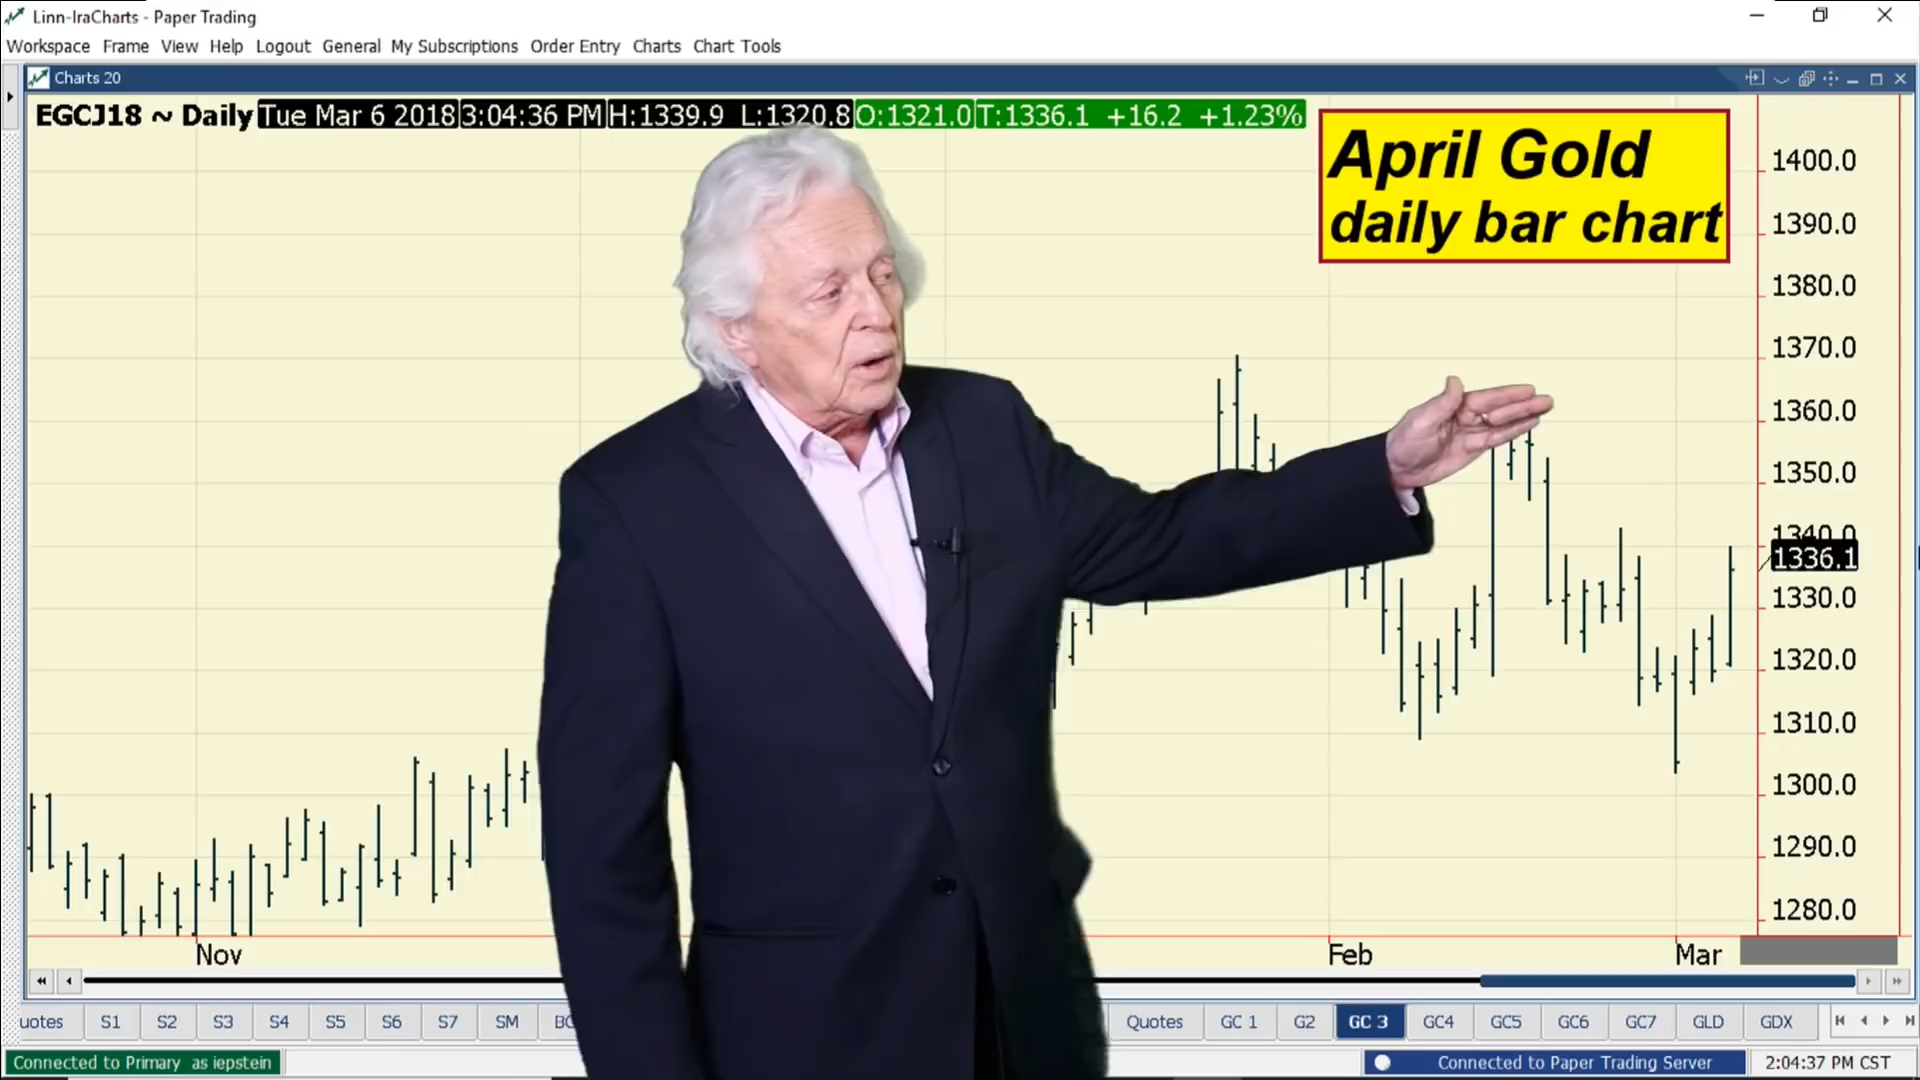 Linn-IraCharts - Paper Trading
Workspace Frame View Help Logout General My Subscriptions Order Entry Charts Chart Tools
Charts 20
EGCJ18 ~ Daily Tue Mar 6 2018 3:04:36 PM H:1339.9 L:1320.8 O:1321.0 T:1336.1 +16.2 +1.23%
April Gold
daily bar chart
1400.0
1390.0
1380.0
1370.0
1360.0
1350.0
1340.0
1336.1
1330.0
1320.0
1310.0
1300.0
1290.0
1280.0
Nov Feb Mar
uotes S1 S2 S3 S4 S5 S6 S7 SM Quotes GC 1 G2 GC 3 GC4 GC5 GC6 GC7 GLD GDX
Connected to Primary as iepstein Connected to Paper Trading Server 2:04:37 PM CST